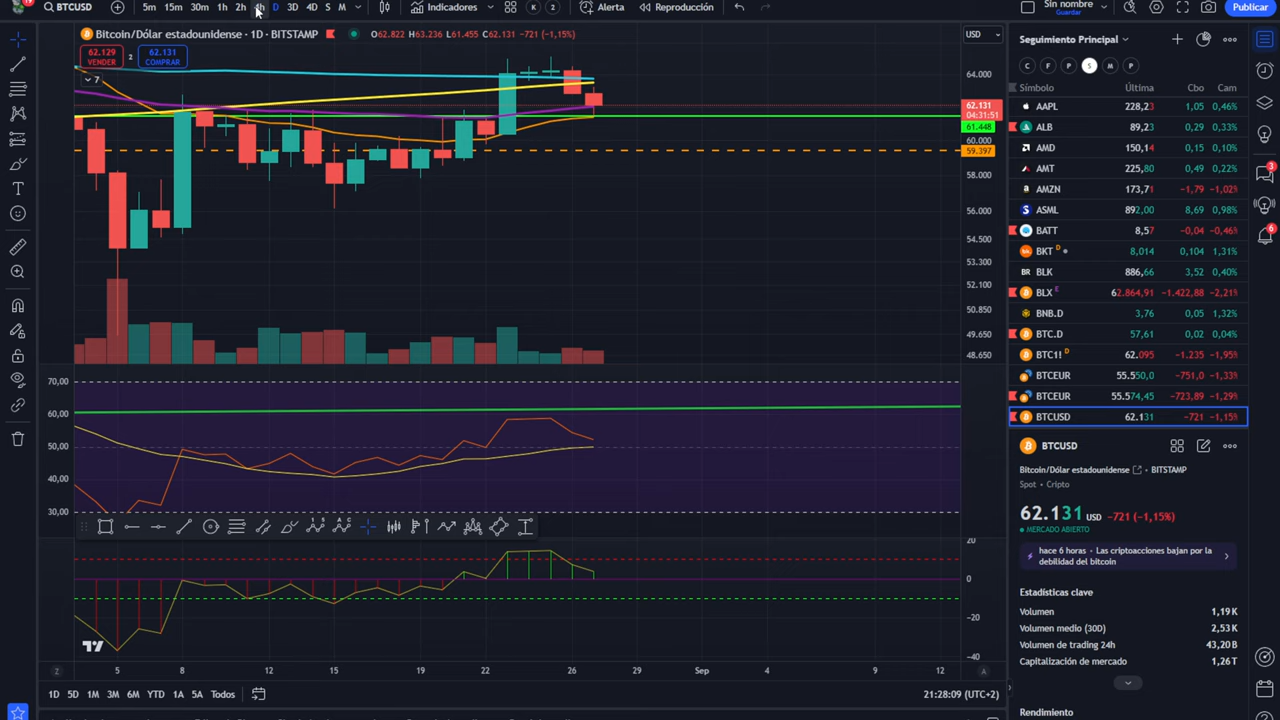 BTCUSD 5m 15m 30m 1h 2h 4h D 3D 4D S M Indicadores K 2 Alerta Reproducción Sin nombre Guardar Publicar
Bitcoin/Dólar estadounidense · 1D · BITSTAMP O62.822 H63.236 L61.455 C62.131 −721 (−1,15%)
62.129 VENDER 2 62.131 COMPRAR
7
USD
64.000
62.131
04:31:51
61.448
60.000
59.397
58.000
56.000
54.500
53.300
52.100
50.850
49.650
48.650
70,00
60,00
50,00
40,00
30,00
20
0
−20
−40
5 8 12 15 19 22 26 29 Sep 4 9 12
1D 5D 1M 3M 6M YTD 1A 5A Todos 21:28:09 (UTC+2)
Seguimiento Principal
C F P S M P
Símbolo Última Cbo Cam
AAPL 228,23 1,05 0,46%
ALB 89,23 0,29 0,33%
AMD 150,14 0,15 0,10%
AMT 225,80 0,49 0,22%
AMZN 173,71 −1,79 −1,02%
ASML 892,00 8,69 0,98%
BATT 8,57 −0,04 −0,46%
BKT D 8,014 0,104 1,31%
BLK 886,66 3,52 0,40%
BLX E 62.864,91 −1.422,88 −2,21%
BNB.D 3,76 0,05 1,32%
BTC.D 57,61 0,02 0,04%
BTC1! D 62.095 −1.235 −1,95%
BTCEUR 55.550,0 −751,0 −1,33%
BTCEUR 55.574,45 −723,89 −1,29%
BTCUSD 62.131 −721 −1,15%
BTCUSD
Bitcoin/Dólar estadounidense · BITSTAMP
Spot · Cripto
62.131 USD −721 (−1,15%)
MERCADO ABIERTO
hace 6 horas · Las criptoacciones bajan por la
debilidad del bitcoin
Estadísticas clave
Volumen 1,19 K
Volumen medio (30D) 2,53 K
Volumen de trading 24h 43,20 B
Capitalización de mercado 1,26 T
Rendimiento
3
6